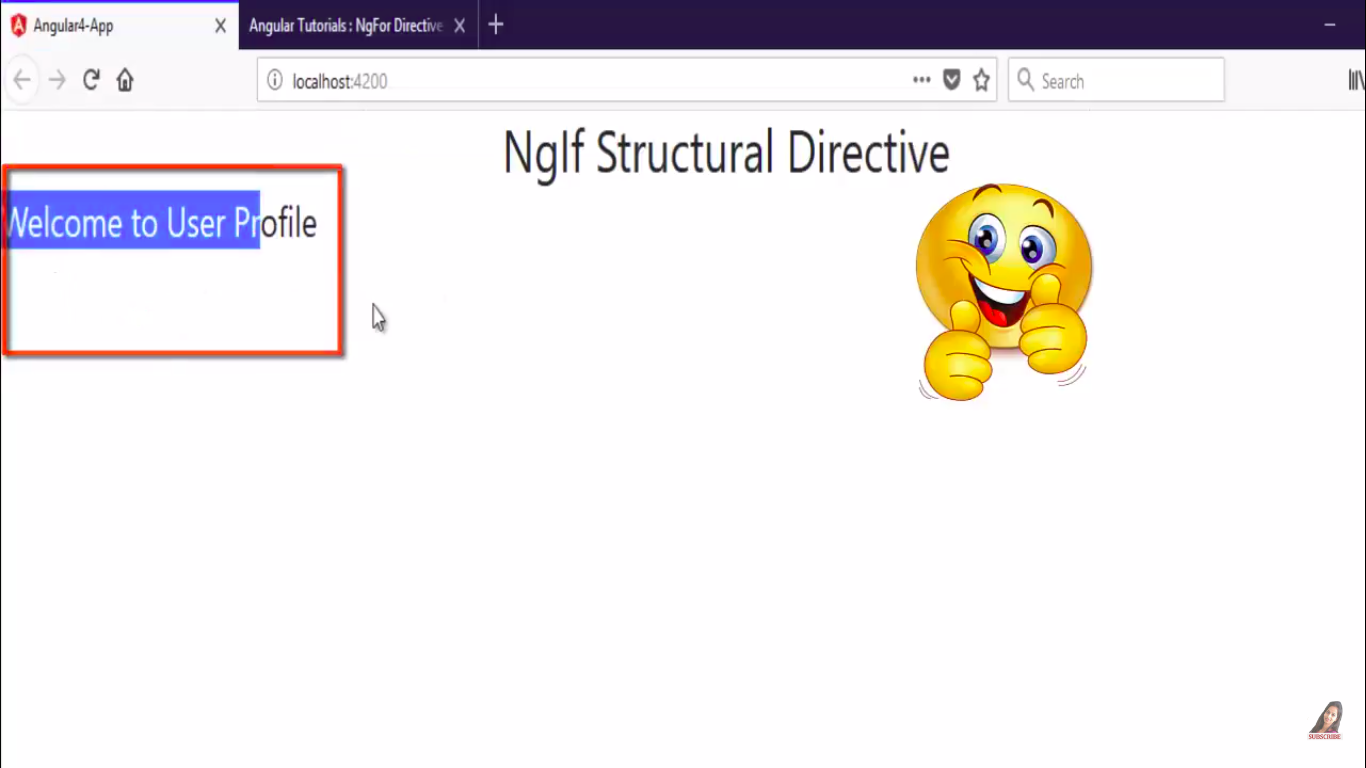 Angular4-App
Angular Tutorials : NgFor Directive
localhost:4200
Search
NgIf Structural Directive
Welcome to User Profile
SUBSCRIBE